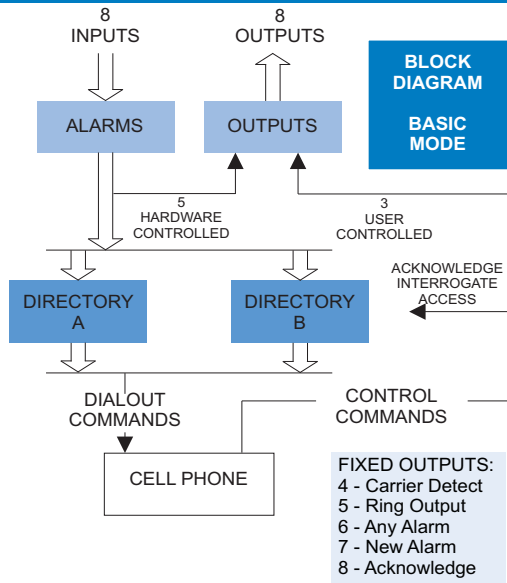 8
INPUTS
8
OUTPUTS
BLOCK
DIAGRAM
BASIC
MODE
ALARMS
OUTPUTS
5
HARDWARE
CONTROLLED
3
USER
CONTROLLED
ACKNOWLEDGE
INTERROGATE
ACCESS
DIRECTORY
A
DIRECTORY
B
DIALOUT
COMMANDS
CONTROL
COMMANDS
CELL PHONE
FIXED OUTPUTS:
4 - Carrier Detect
5 - Ring Output
6 - Any Alarm
7 - New Alarm
8 - Acknowledge